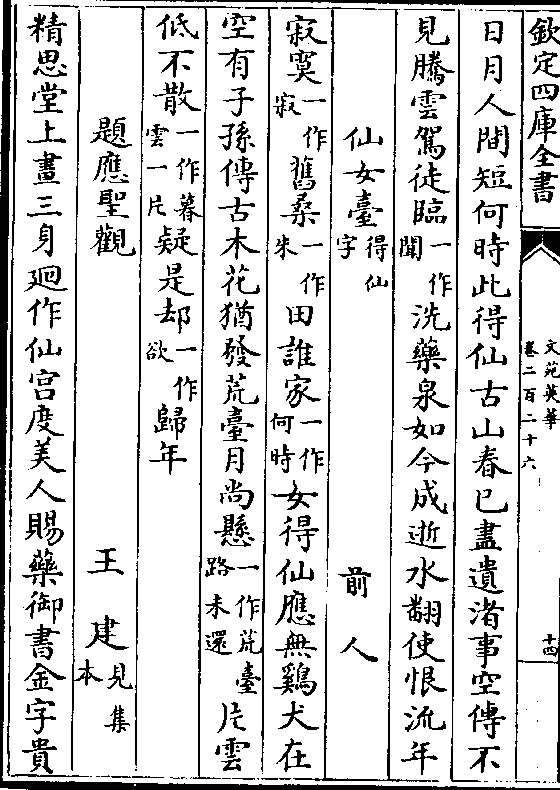 欽定四庫全書
文苑英華
卷二百二十六
十四
日月人間短何時此得仙古山春已盡遺渚事空傳不
見騰雲駕徒臨一作聞洗藥泉如今成逝水翻使恨流年
仙女臺得仙字 前人
寂寞一作寂舊桑一作朱田誰家一作何時女得仙應無鷄犬在
空有子孫傳古木花猶發荒臺月尚懸一作荒臺路未還片雲
低不散一作暮雲一片疑是却一作欲歸年
題應聖觀 王建見集本
精思堂上畫三身廻作仙宫度美人賜藥御書金字貴